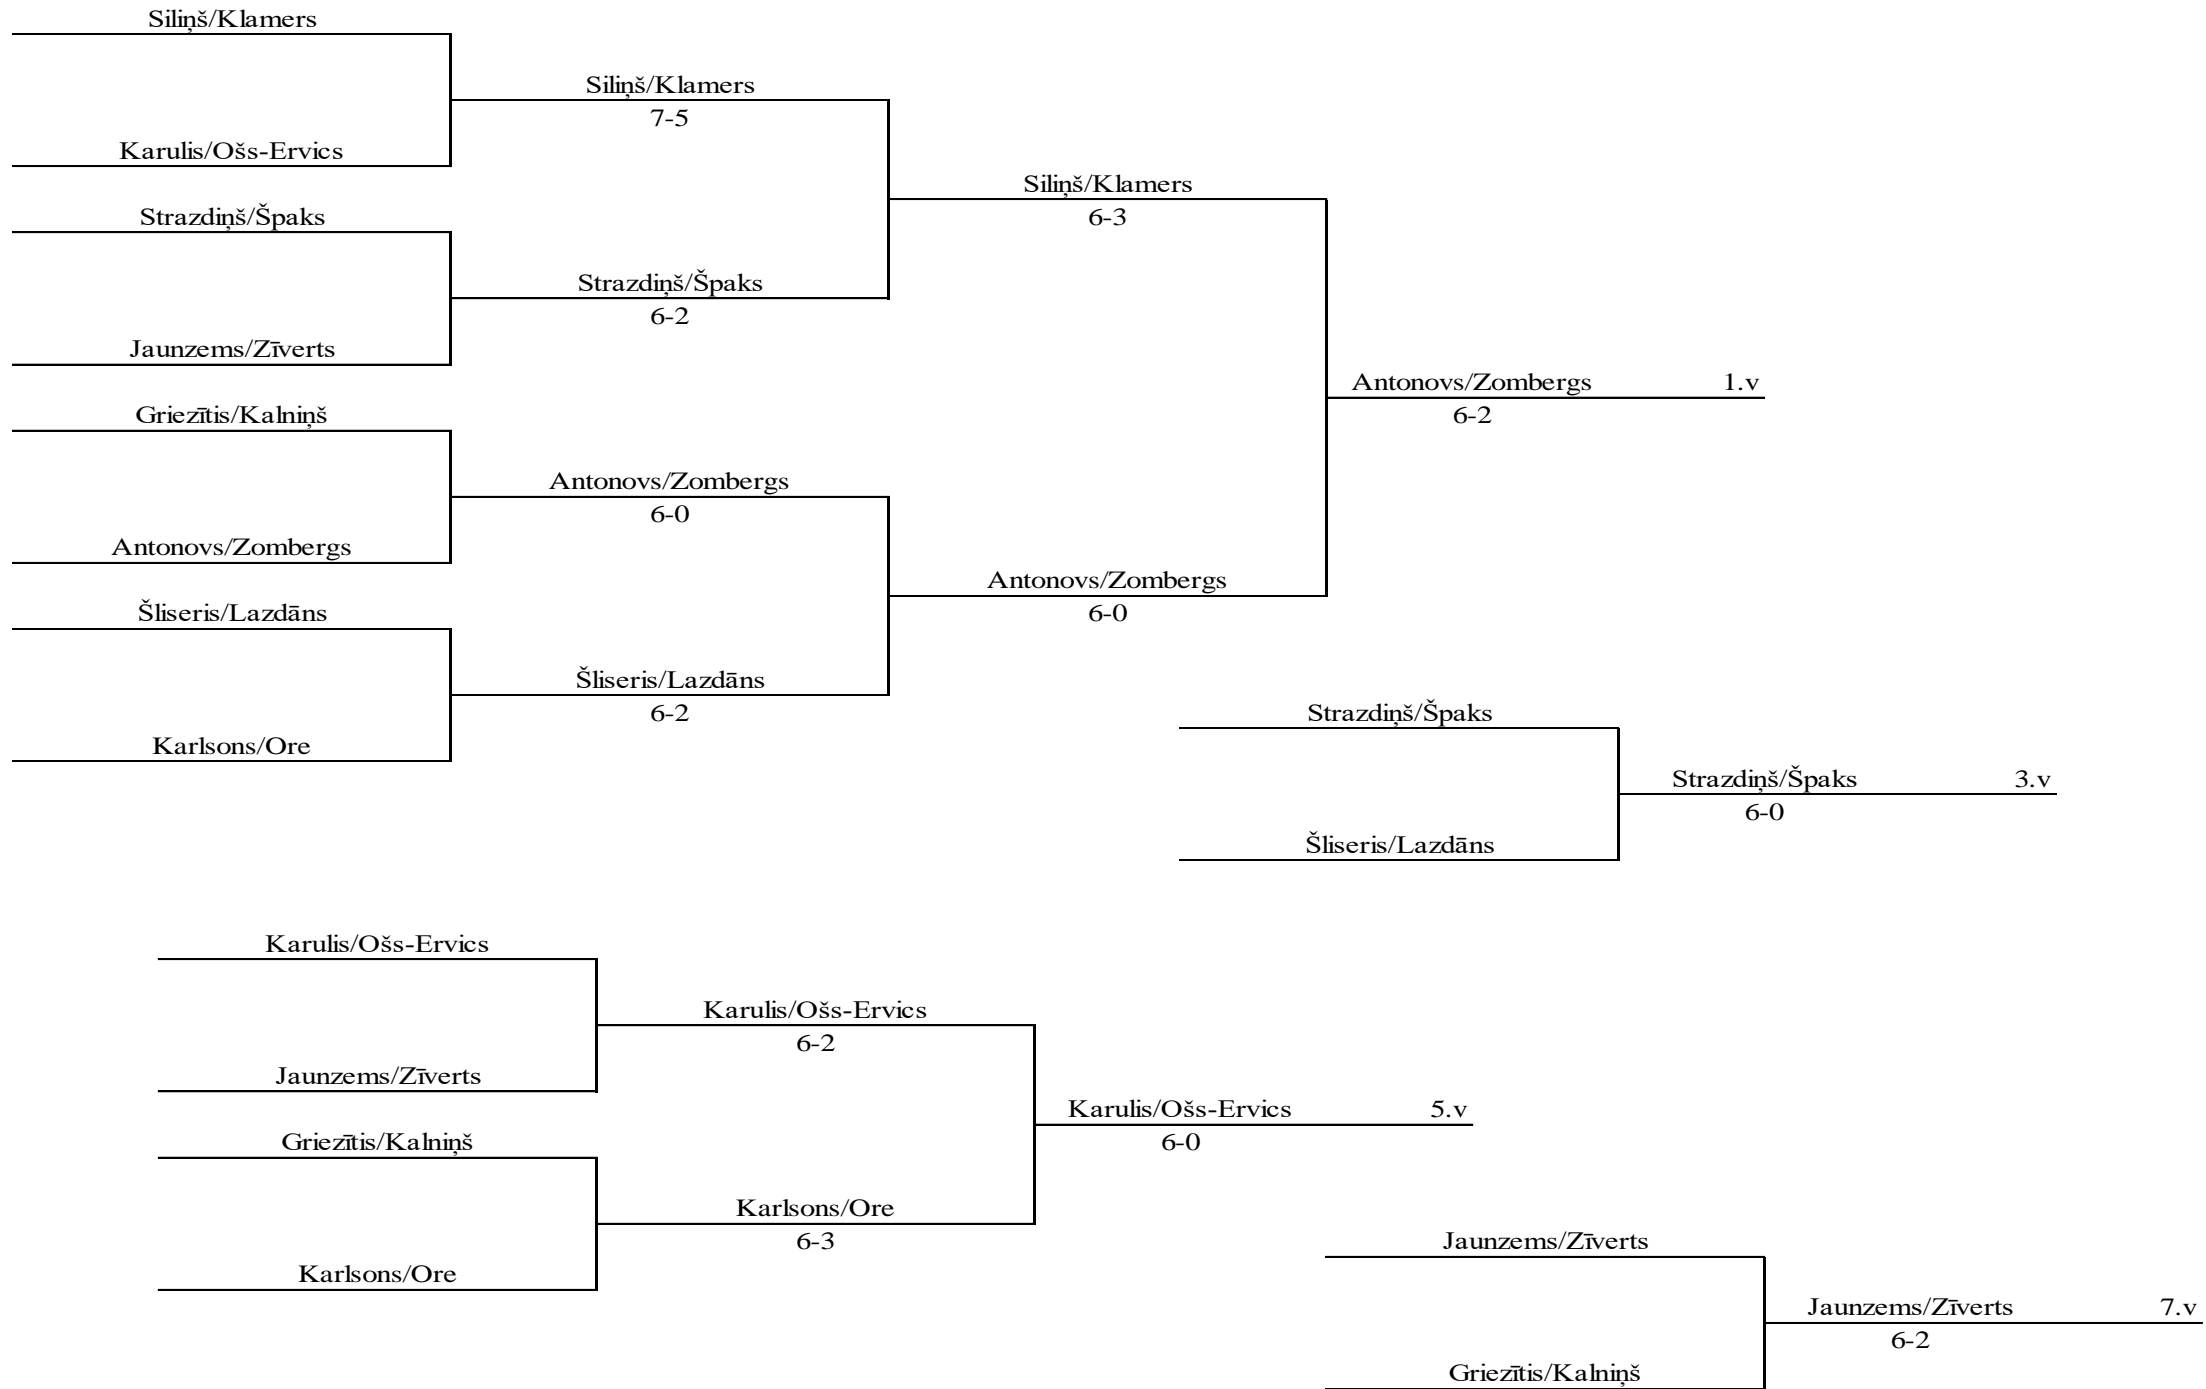 Siliņš/Klamers
Siliņš/Klamers
7-5
Karulis/Ošs-Ervics
Siliņš/Klamers
6-3
Strazdiņš/Špaks
Strazdiņš/Špaks
6-2
Jaunzems/Zīverts
Antonovs/Zombergs 1.v
6-2
Griezītis/Kalniņš
Antonovs/Zombergs
6-0
Antonovs/Zombergs
Antonovs/Zombergs
6-0
Šliseris/Lazdāns
Šliseris/Lazdāns
6-2
Karlsons/Ore
Strazdiņš/Špaks
Strazdiņš/Špaks 3.v
6-0
Šliseris/Lazdāns
Karulis/Ošs-Ervics
Karulis/Ošs-Ervics
6-2
Jaunzems/Zīverts
Karulis/Ošs-Ervics 5.v
6-0
Griezītis/Kalniņš
Karlsons/Ore
6-3
Karlsons/Ore
Jaunzems/Zīverts
Jaunzems/Zīverts 7.v
6-2
Griezītis/Kalniņš